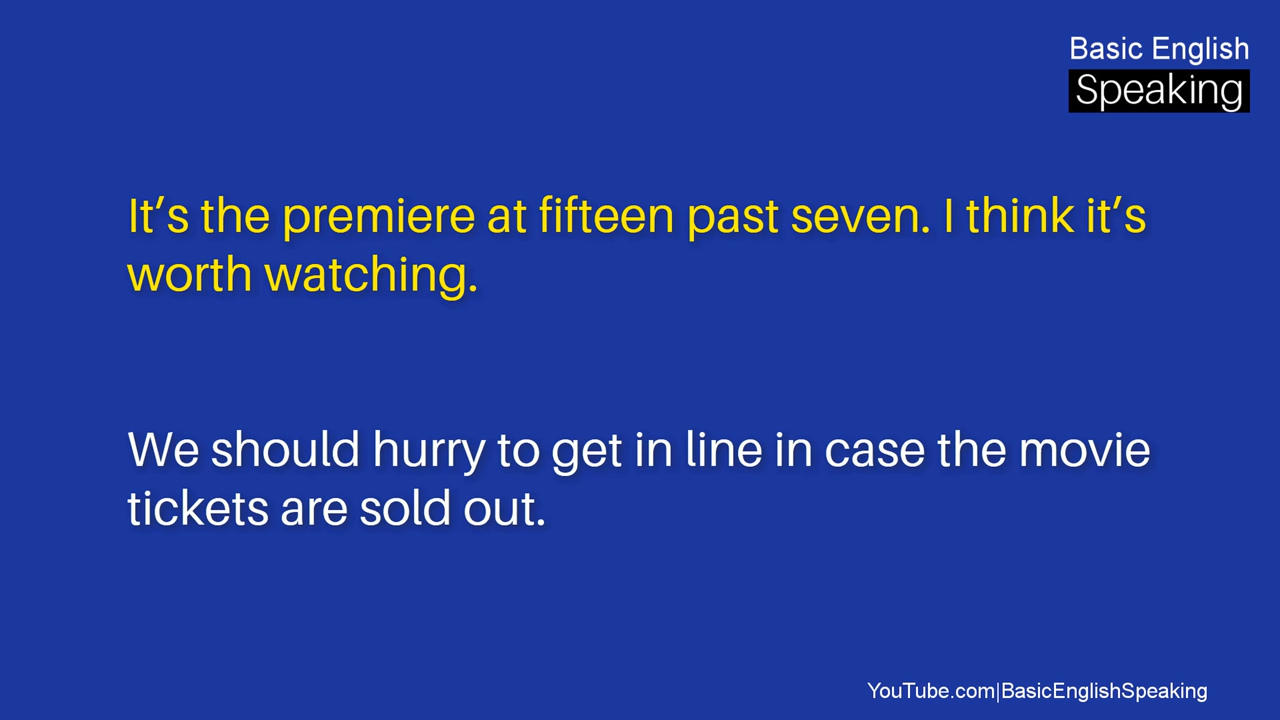 Basic English
Speaking
It’s the premiere at fifteen past seven. I think it’s
worth watching.
We should hurry to get in line in case the movie
tickets are sold out.
YouTube.com|BasicEnglishSpeaking